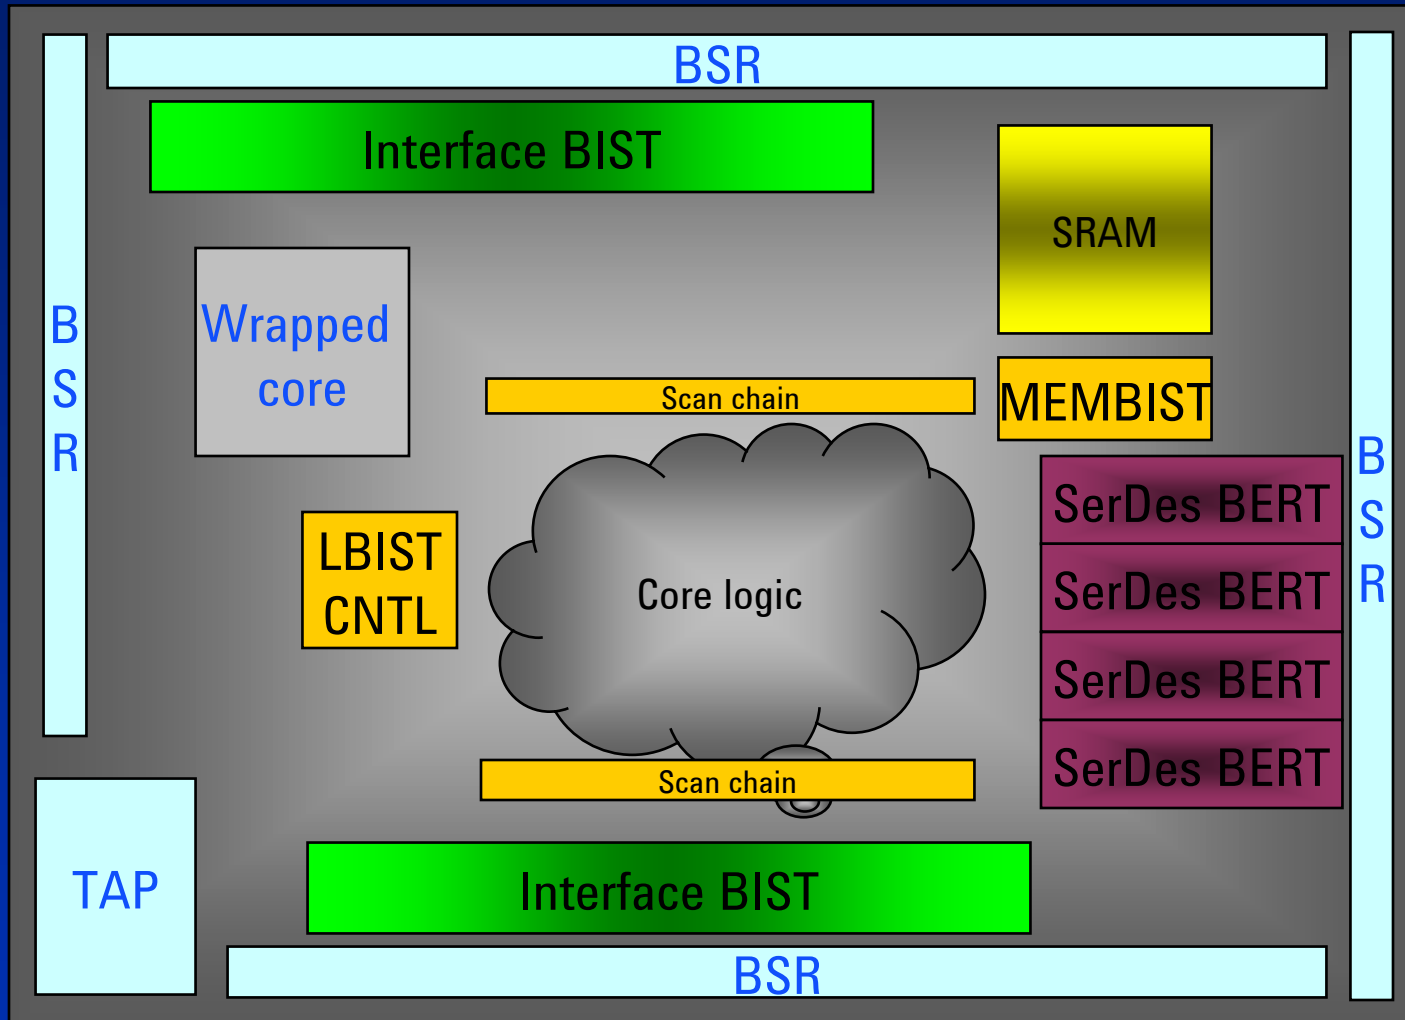 BSR
Interface BIST
SRAM
B
S
R
Wrapped
core
Scan chain
MEMBIST
B
S
R
SerDes BERT
LBIST
CNTL
Core logic
SerDes BERT
SerDes BERT
SerDes BERT
Scan chain
TAP
Interface BIST
BSR